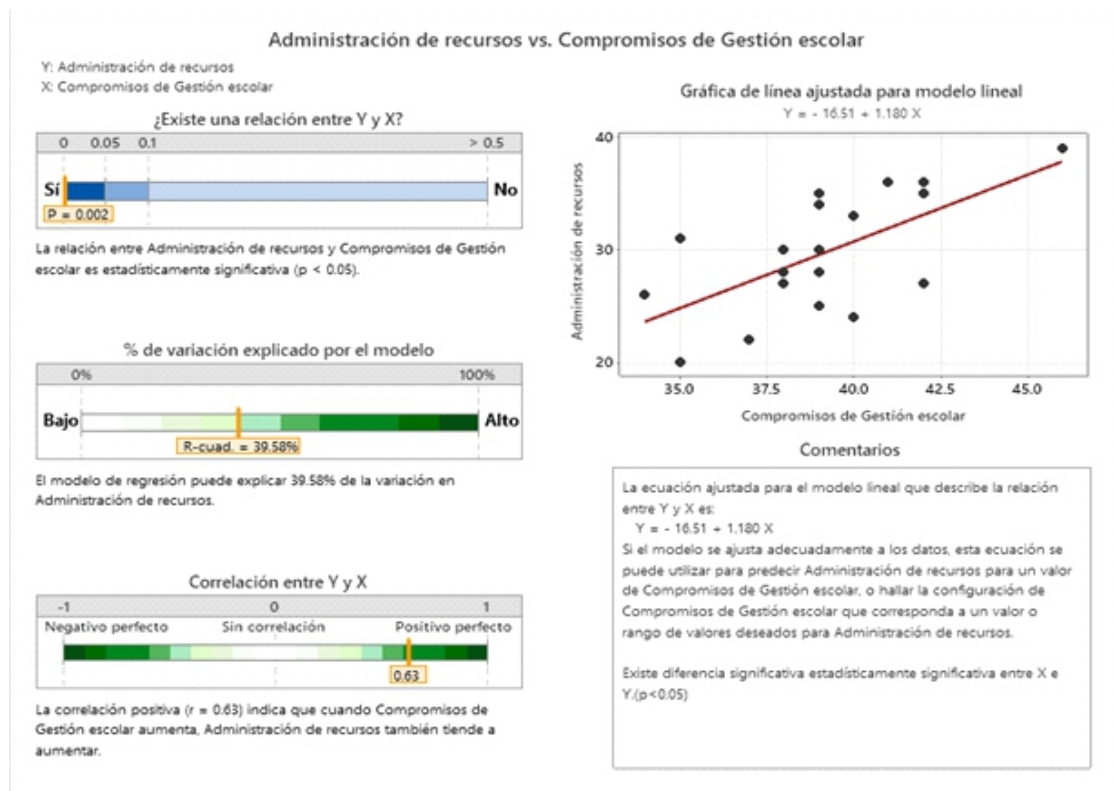 Administración de recursos vs. Compromisos de Gestión escolar
Y: Administración de recursos
X: Compromisos de Gestión escolar
¿Existe una relación entre Y y X?
0 0.05 0.1 > 0.5
Sí No
P = 0.002
La relación entre Administración de recursos y Compromisos de Gestión
escolar es estadísticamente significativa (p < 0.05).
% de variación explicado por el modelo
0% 100%
Bajo Alto
R-cuad. = 39.58%
El modelo de regresión puede explicar 39.58% de la variación en
Administración de recursos.
Correlación entre Y y X
-1 0 1
Negativo perfecto Sin correlación Positivo perfecto
0.63
La correlación positiva (r = 0.63) indica que cuando Compromisos de
Gestión escolar aumenta, Administración de recursos también tiende a
aumentar.
Gráfica de línea ajustada para modelo lineal
Y = - 16.51 + 1.180 X
Administración de recursos
40
30
20
35.0 37.5 40.0 42.5 45.0
Compromisos de Gestión escolar
Comentarios
La ecuación ajustada para el modelo lineal que describe la relación
entre Y y X es:
Y = - 16.51 + 1.180 X
Si el modelo se ajusta adecuadamente a los datos, esta ecuación se
puede utilizar para predecir Administración de recursos para un valor
de Compromisos de Gestión escolar, o hallar la configuración de
Compromisos de Gestión escolar que corresponda a un valor o
rango de valores deseados para Administración de recursos.
Existe diferencia significativa estadísticamente significativa entre X e
Y.(p<0.05)